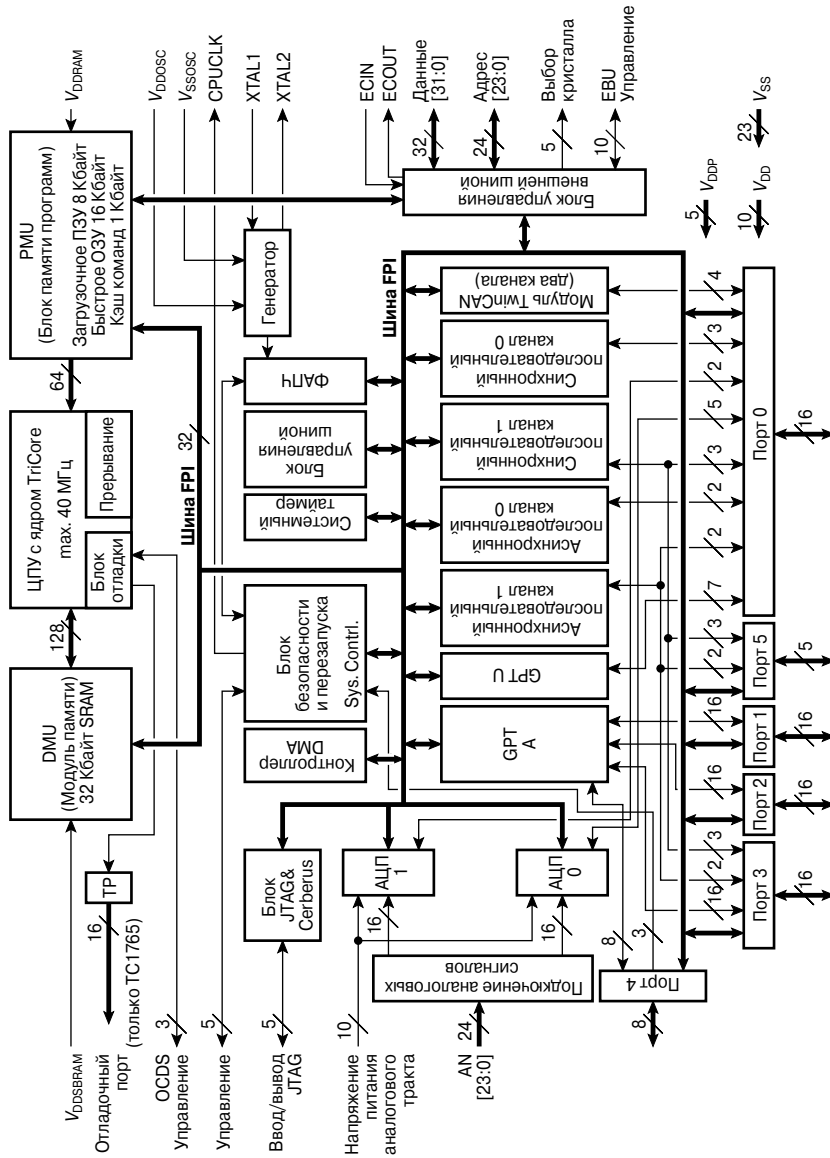 V_DDSBRAM
DMU
(Модуль памяти)
32 Кбайт SRAM
128
ЦПУ с ядром TriCore
max. 40 МГц
Блок
отладки
Прерывание
64
PMU
(Блок памяти программ)
Загрузочное ПЗУ 8 Кбайт
Быстрое ОЗУ 16 Кбайт
Кэш команд 1 Кбайт
V_DDRAM
Отладочный
порт
16
(только TC1765)
TP
Шина FPI
32
OCDS
Управление
3
Управление
5
V_DDOSC
V_SSOSC
CPUCLK
XTAL1
XTAL2
Ввод/вывод
JTAG
5
Блок
JTAG&
Cerberus
Контроллер
DMA
Блок
безопасности
и перезапуска
Sys. Contrl.
Системный
таймер
Блок
управления
шиной
ФАПЧ
Генератор
Шина FPI
ECIN
ECOUT
Данные
[31:0]
32
Адрес
[23:0]
24
Выбор
кристалла
5
EBU
Управление
10
Блок управления
внешней шиной
Напряжение
питания
аналогового
тракта
10
АЦП
1
16
АЦП
0
16
AN
[23:0]
24
Подключение аналоговых
сигналов
GPT
A
GPT U
Асинхронный
последовательный
канал 1
Асинхронный
последовательный
канал 0
Синхронный
последовательный
канал 1
Синхронный
последовательный
канал 0
Модуль TwinCAN
(два канала)
8
3
Порт 4
8
16
2
3
16
16
2
3
7
2
2
3
5
2
3
4
Порт 3
Порт 2
Порт 1
Порт 5
Порт 0
16
16
16
5
16
5
V_DDP
10
V_DD
23
V_SS